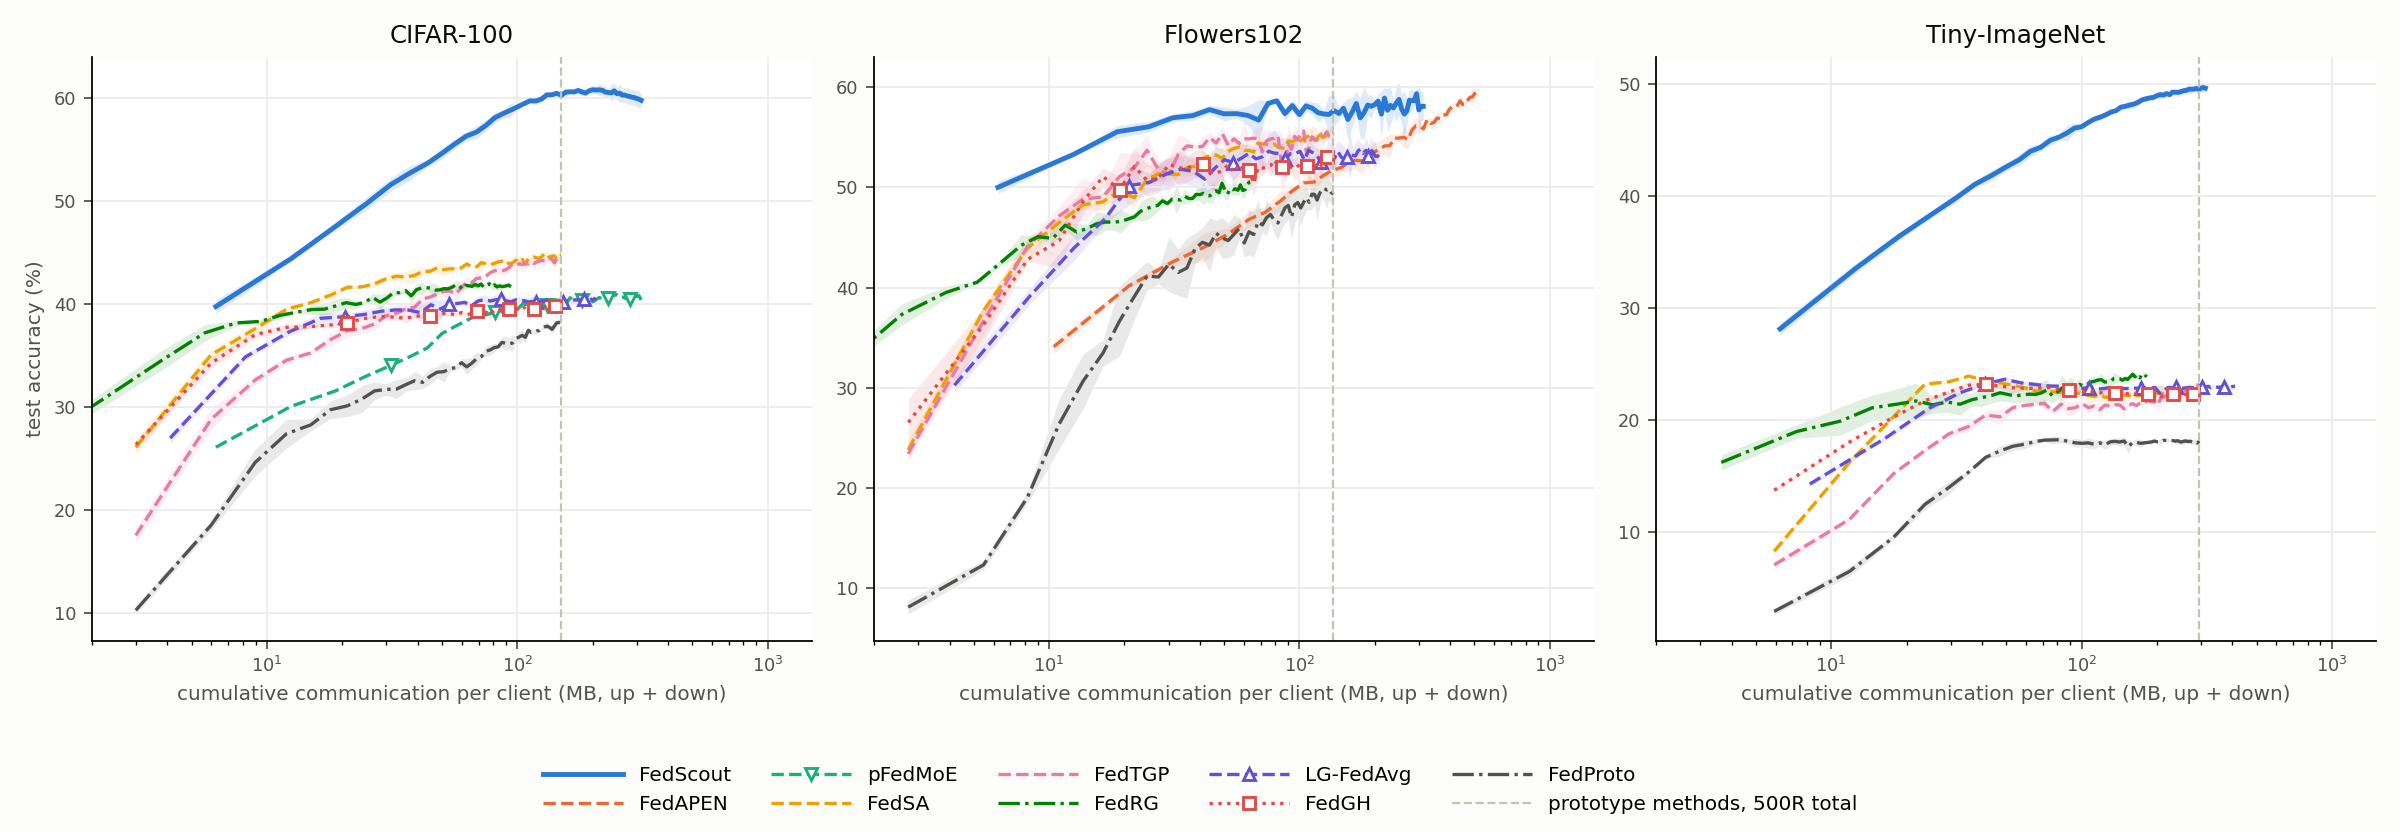 CIFAR-100
Flowers102
Tiny-ImageNet
test accuracy (%)
60
50
40
30
20
10
60
50
40
30
20
10
50
40
30
20
10
10¹
10²
10³
10¹
10²
10³
10¹
10²
10³
cumulative communication per client (MB, up + down)
cumulative communication per client (MB, up + down)
cumulative communication per client (MB, up + down)
FedScout
pFedMoE
FedTGP
LG-FedAvg
FedProto
FedAPEN
FedSA
FedRG
FedGH
prototype methods, 500R total